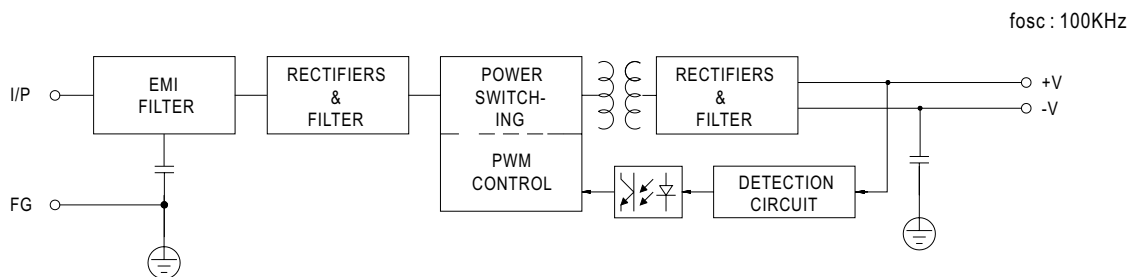 fosc : 100KHz
I/P
EMI
FILTER
RECTIFIERS
&
FILTER
POWER
SWITCH-
ING
PWM
CONTROL
RECTIFIERS
&
FILTER
+V
-V
DETECTION
CIRCUIT
FG